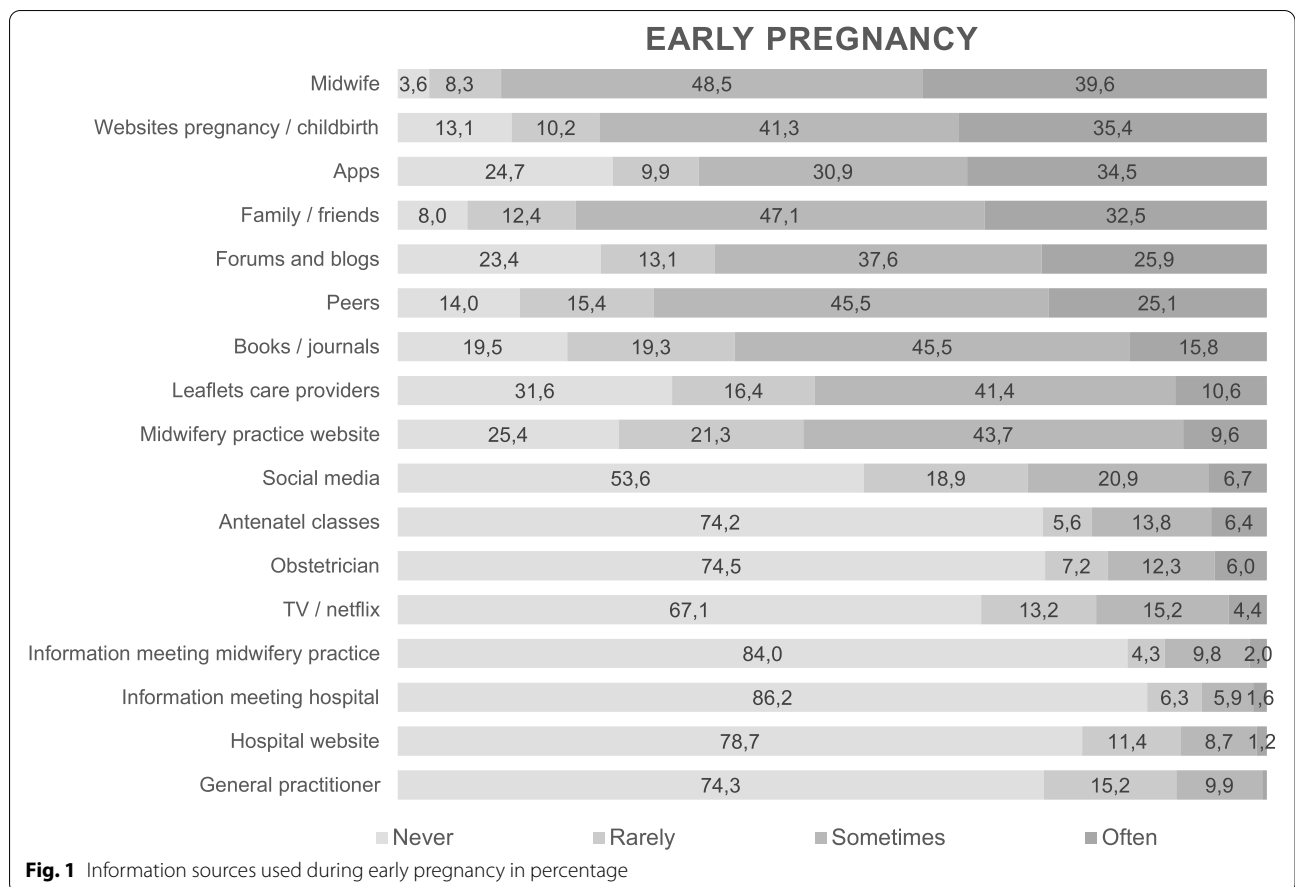 EARLY PREGNANCY
Midwife 3,6 8,3 48,5 39,6
Websites pregnancy / childbirth 13,1 10,2 41,3 35,4
Apps 24,7 9,9 30,9 34,5
Family / friends 8,0 12,4 47,1 32,5
Forums and blogs 23,4 13,1 37,6 25,9
Peers 14,0 15,4 45,5 25,1
Books / journals 19,5 19,3 45,5 15,8
Leaflets care providers 31,6 16,4 41,4 10,6
Midwifery practice website 25,4 21,3 43,7 9,6
Social media 53,6 18,9 20,9 6,7
Antenatel classes 74,2 5,6 13,8 6,4
Obstetrician 74,5 7,2 12,3 6,0
TV / netflix 67,1 13,2 15,2 4,4
Information meeting midwifery practice 84,0 4,3 9,8 2,0
Information meeting hospital 86,2 6,3 5,9 1,6
Hospital website 78,7 11,4 8,7 1,2
General practitioner 74,3 15,2 9,9
Never Rarely Sometimes Often
Fig. 1 Information sources used during early pregnancy in percentage